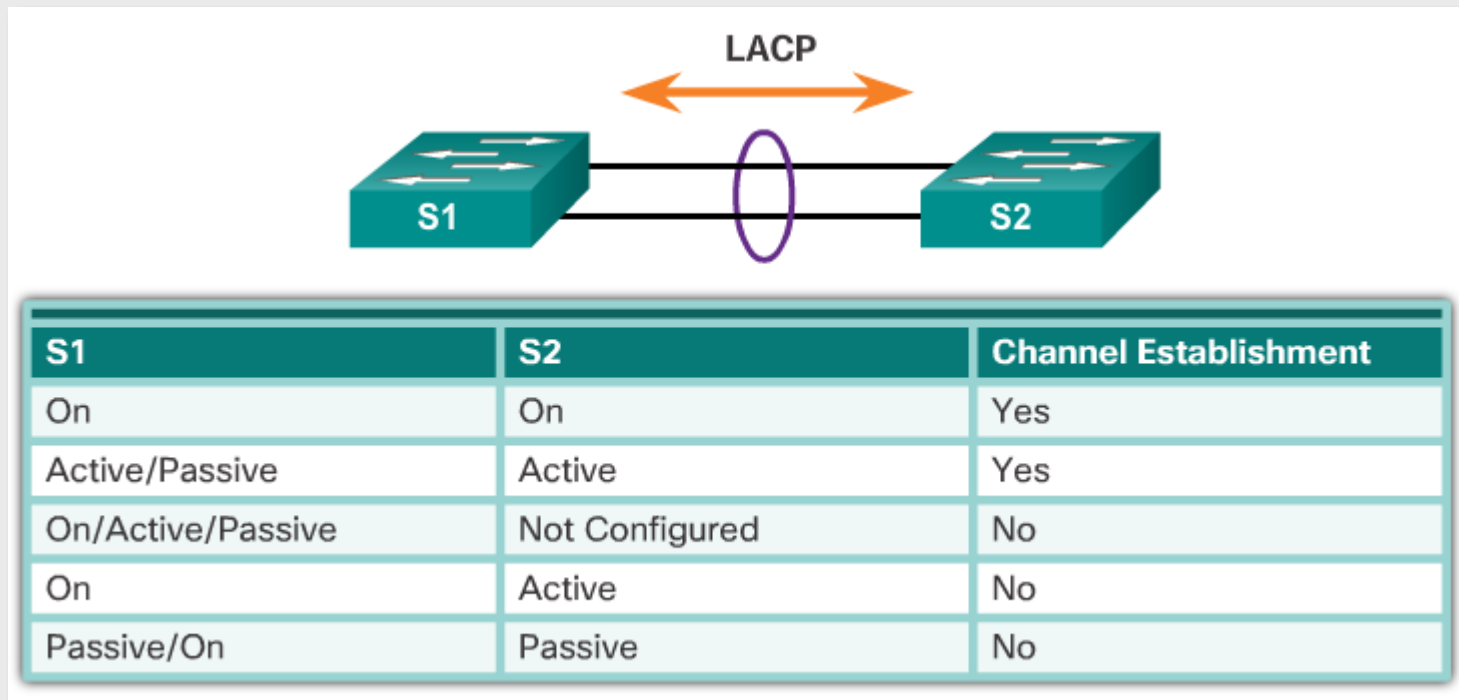 LACP
S1 S2
S1 S2 Channel Establishment
On On Yes
Active/Passive Active Yes
On/Active/Passive Not Configured No
On Active No
Passive/On Passive No